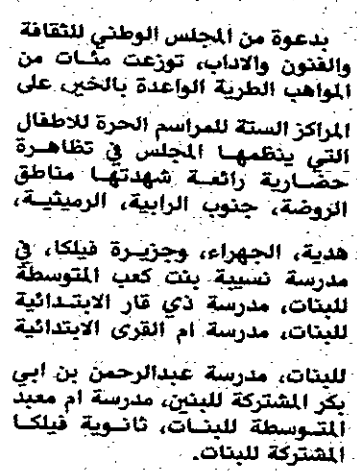 بدعوة من المجلس الوطني للثقافة
والفنون والاداب، توزعت مئات من
المواهب الطرية الواعدة بالخير على
المراكز الستة للمراسم الحرة للاطفال
التي ينظمها المجلس في تظاهرة
حضارية رائعة شهدتها مناطق
الروضة، جنوب الرابية، الرميثية،
هدية، الجهراء، وجزيرة فيلكا، في
مدرسة نسيبة بنت كعب المتوسطة
للبنات، مدرسة ذي قار الابتدائية
للبنات، مدرسة ام القرى الابتدائية
للبنات، مدرسة عبدالرحمن بن ابي
بكر المشتركة للبنين، مدرسة ام معبد
المتوسطة للبنات، ثانوية فيلكا
المشتركة للبنات.